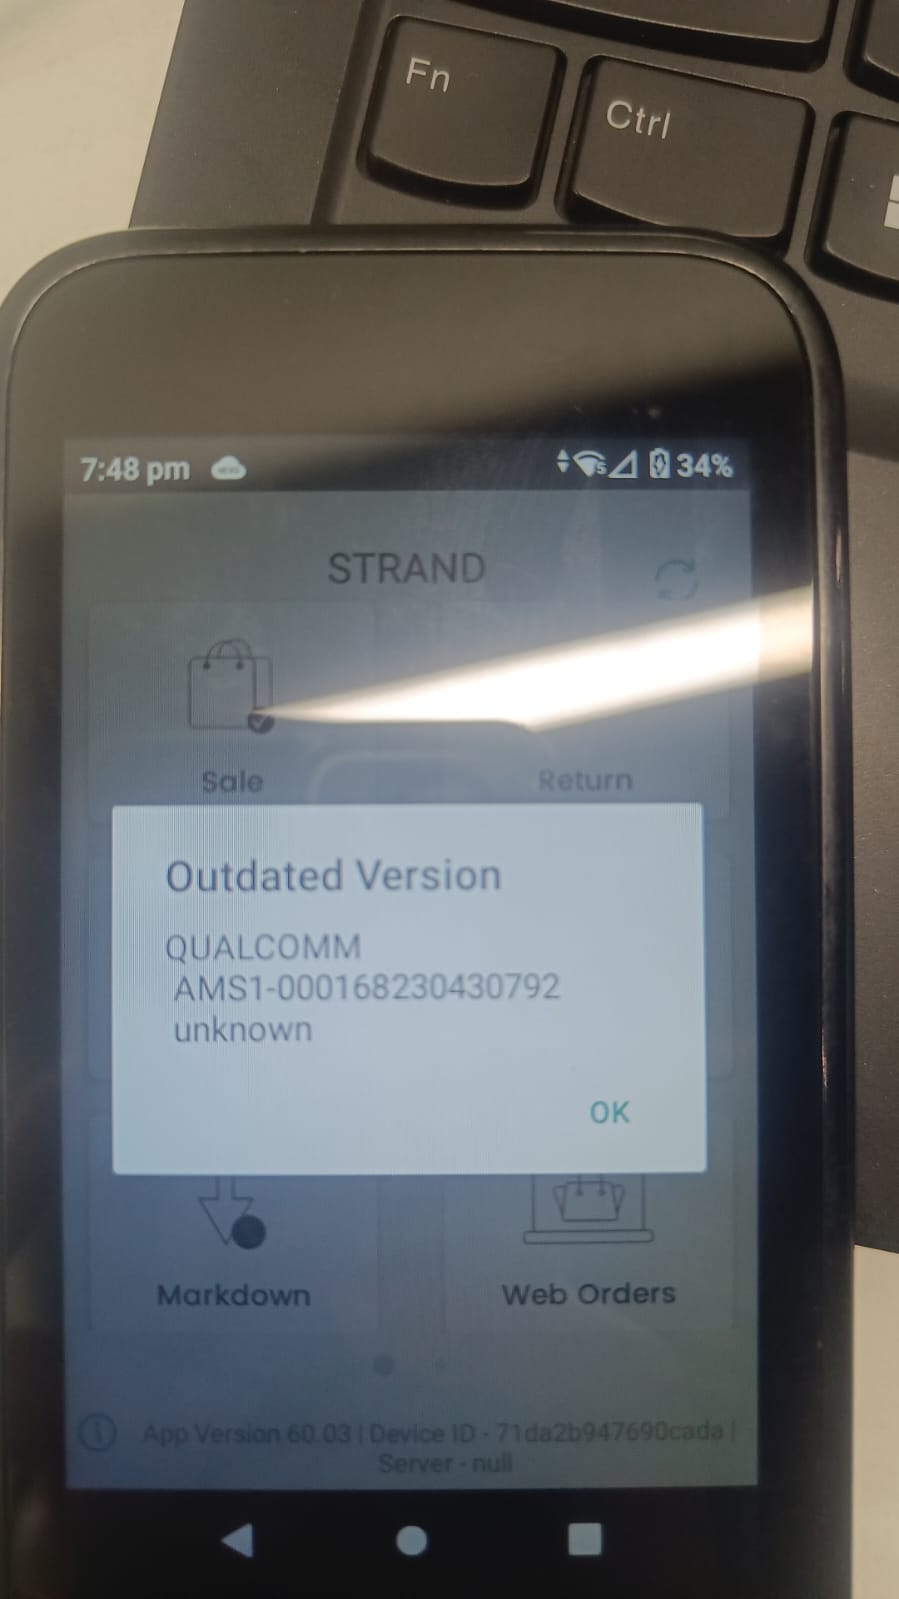 Fn
Ctrl
7:48 pm
34%
STRAND
Sale
Return
Outdated Version
QUALCOMM
AMS1-000168230430792
unknown
OK
Markdown
Web Orders
App Version 60.03 | Device ID - 71da2b947690cada |
Server - null